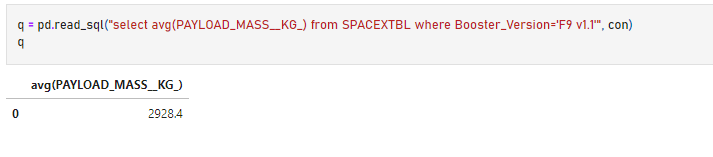 q = pd.read_sql("select avg(PAYLOAD_MASS__KG_) from SPACEXTBL where Booster_Version='F9 v1.1'", con)
q
avg(PAYLOAD_MASS__KG_)
0 2928.4